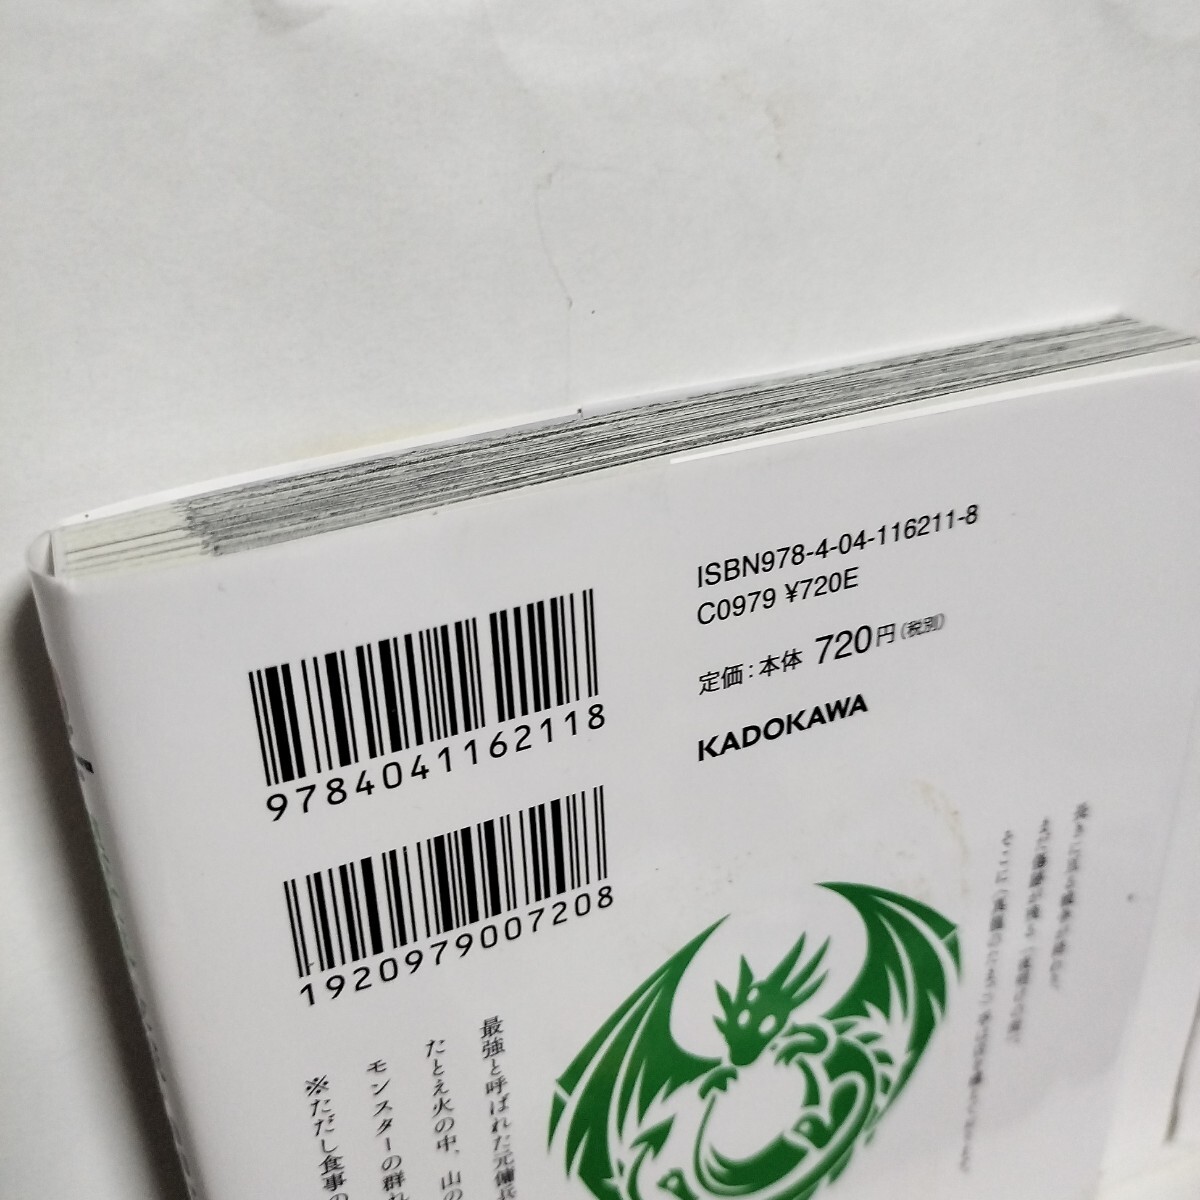 ISBN978-4-04-116211-8
C0979 ¥720E
定価：本体 720円（税別）
KADOKAWA
9784041162118
1920979007208
最強と呼ばれた元傭兵
たとえ火の中、山の
モンスターの群れ
※ただし食事の